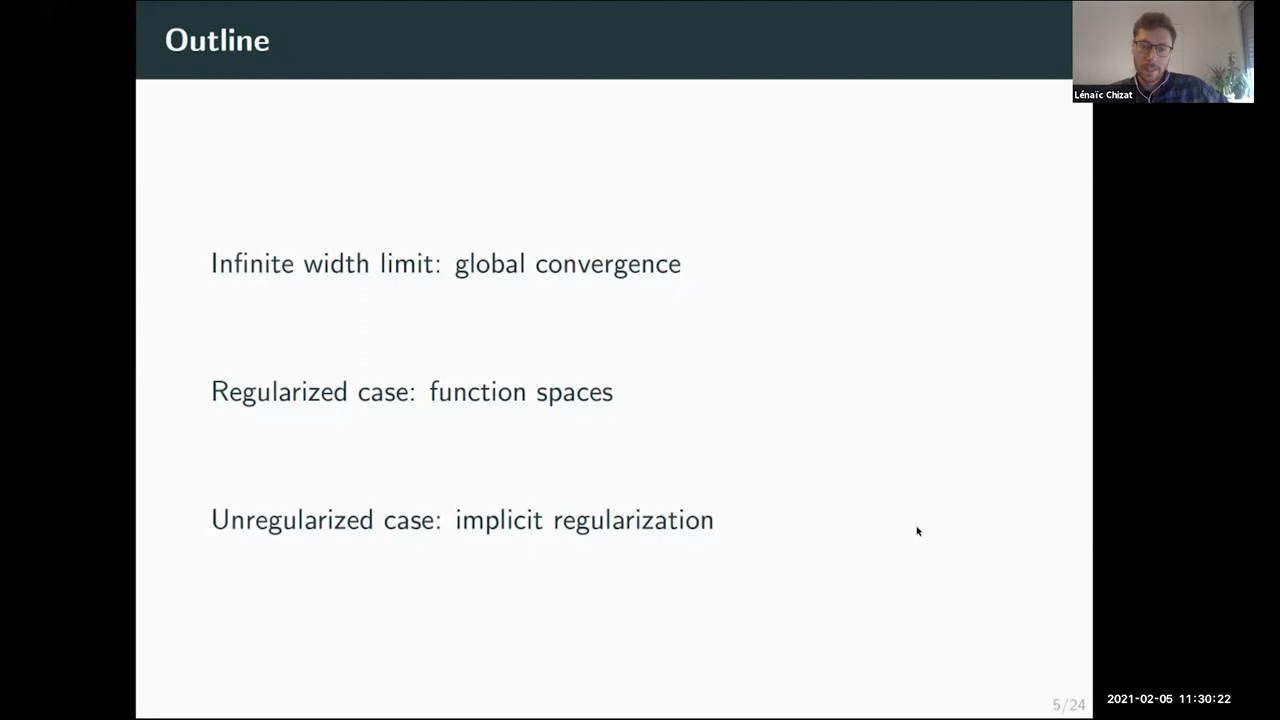 Outline
Lénaïc Chizat
Infinite width limit: global convergence
Regularized case: function spaces
Unregularized case: implicit regularization
5/24
2021-02-05 11:30:22